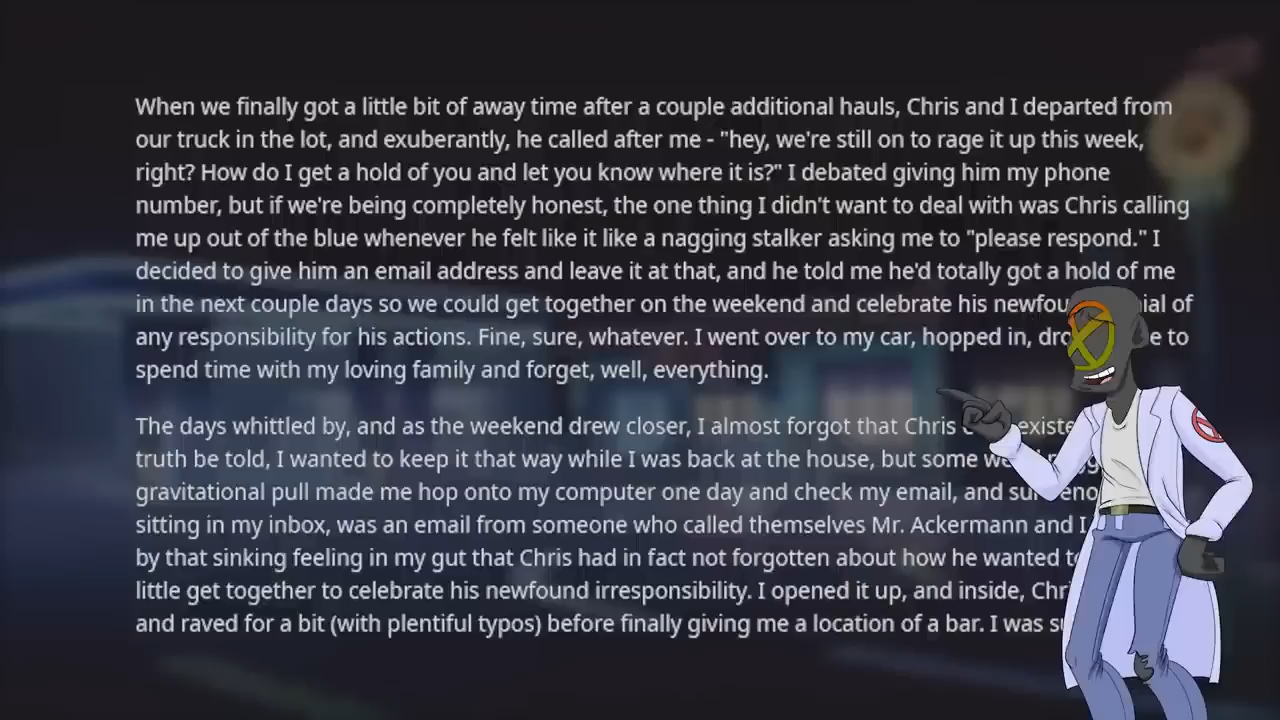 When we finally got a little bit of away time after a couple additional hauls, Chris and I departed from
our truck in the lot, and exuberantly, he called after me - "hey, we're still on to rage it up this week,
right? How do I get a hold of you and let you know where it is?" I debated giving him my phone
number, but if we're being completely honest, the one thing I didn't want to deal with was Chris calling
me up out of the blue whenever he felt like it like a nagging stalker asking me to "please respond." I
decided to give him an email address and leave it at that, and he told me he'd totally got a hold of me
in the next couple days so we could get together on the weekend and celebrate his of
any responsibility for his actions. Fine, sure, whatever. I went over to my car, hopped in, to
spend time with my loving family and forget, well, everything.
The days whittled by, and as the weekend drew closer, I almost forgot that Chris
truth be told, I wanted to keep it that way while I was back at the house, but some
gravitational pull made me hop onto my computer one day and check my email, and
sitting in my inbox, was an email from someone who called themselves Mr. Ackermann and I
by that sinking feeling in my gut that Chris had in fact not forgotten about how he wanted
little get together to celebrate his newfound irresponsibility. I opened it up, and inside,
and raved for a bit (with plentiful typos) before finally giving me a location of a bar. I was